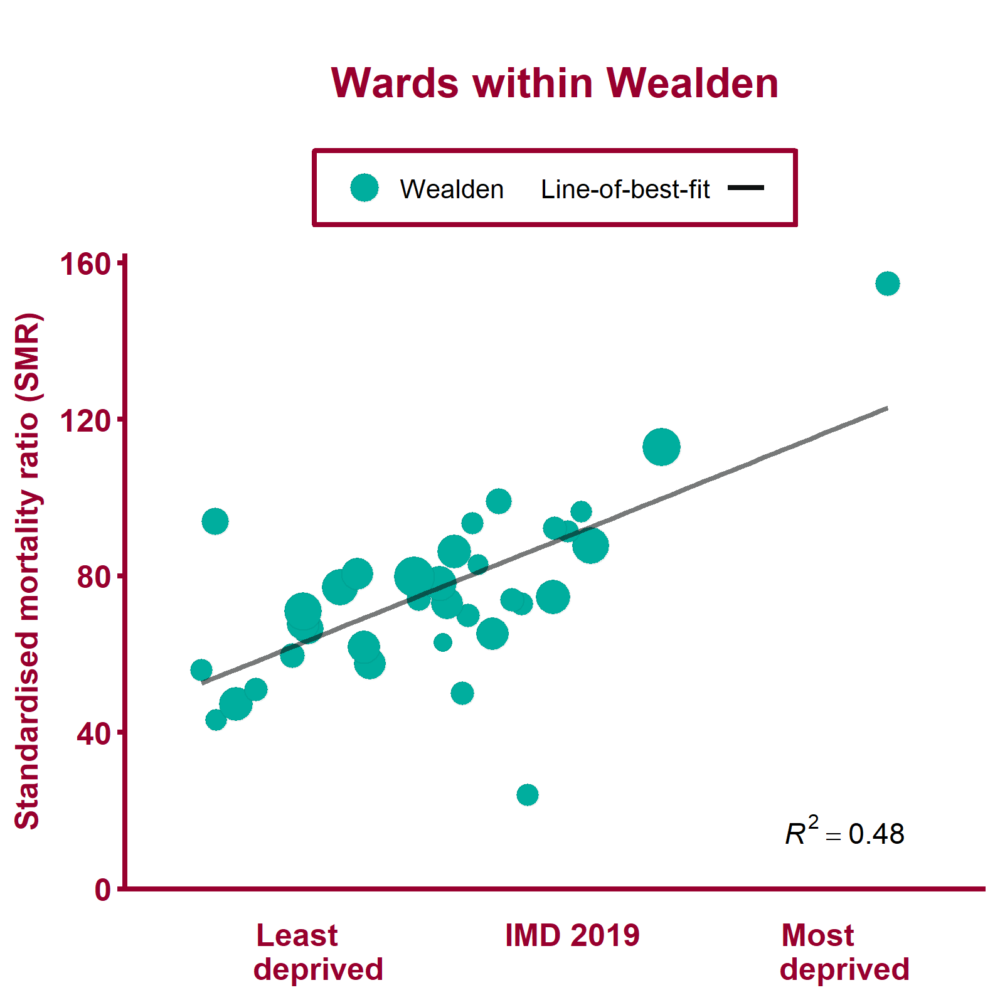 Wards within Wealden
Wealden Line-of-best-fit
Standardised mortality ratio (SMR)
160
120
80
40
0
R² = 0.48
Least deprived
IMD 2019
Most deprived